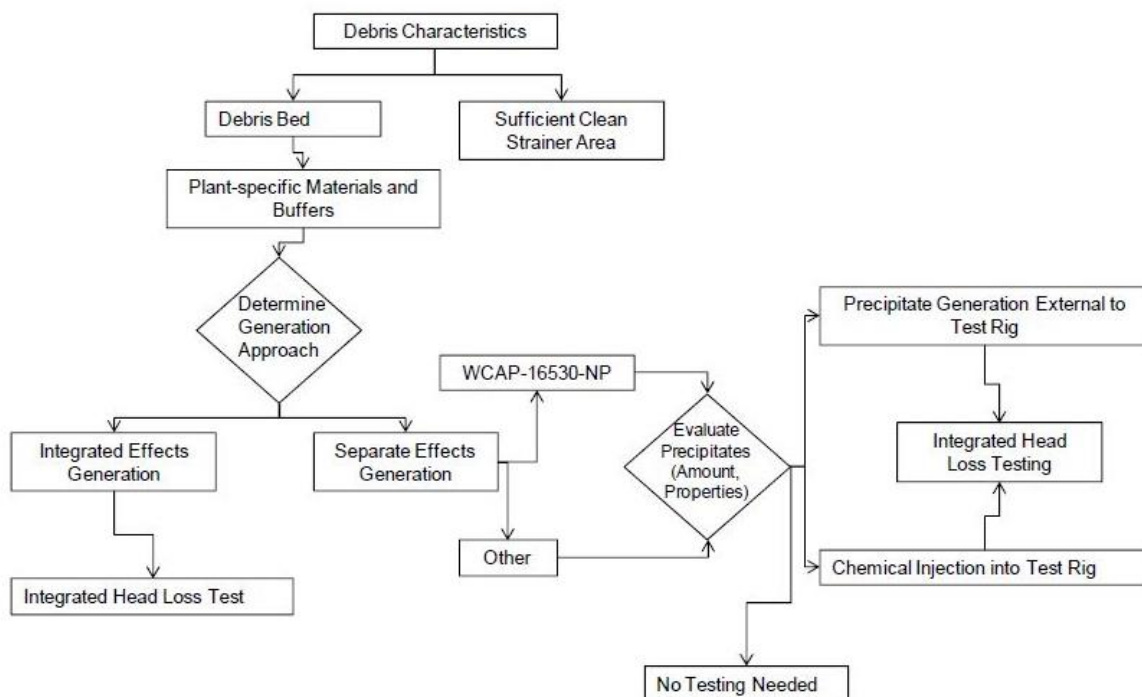 Debris Characteristics
Debris Bed
Sufficient Clean
Strainer Area
Plant-specific Materials and
Buffers
Determine
Generation
Approach
Integrated Effects
Generation
Separate Effects
Generation
Integrated Head Loss Test
WCAP-16530-NP
Other
Evaluate
Precipitates
(Amount,
Properties)
Precipitate Generation External to
Test Rig
Integrated Head
Loss Testing
Chemical Injection into Test Rig
No Testing Needed